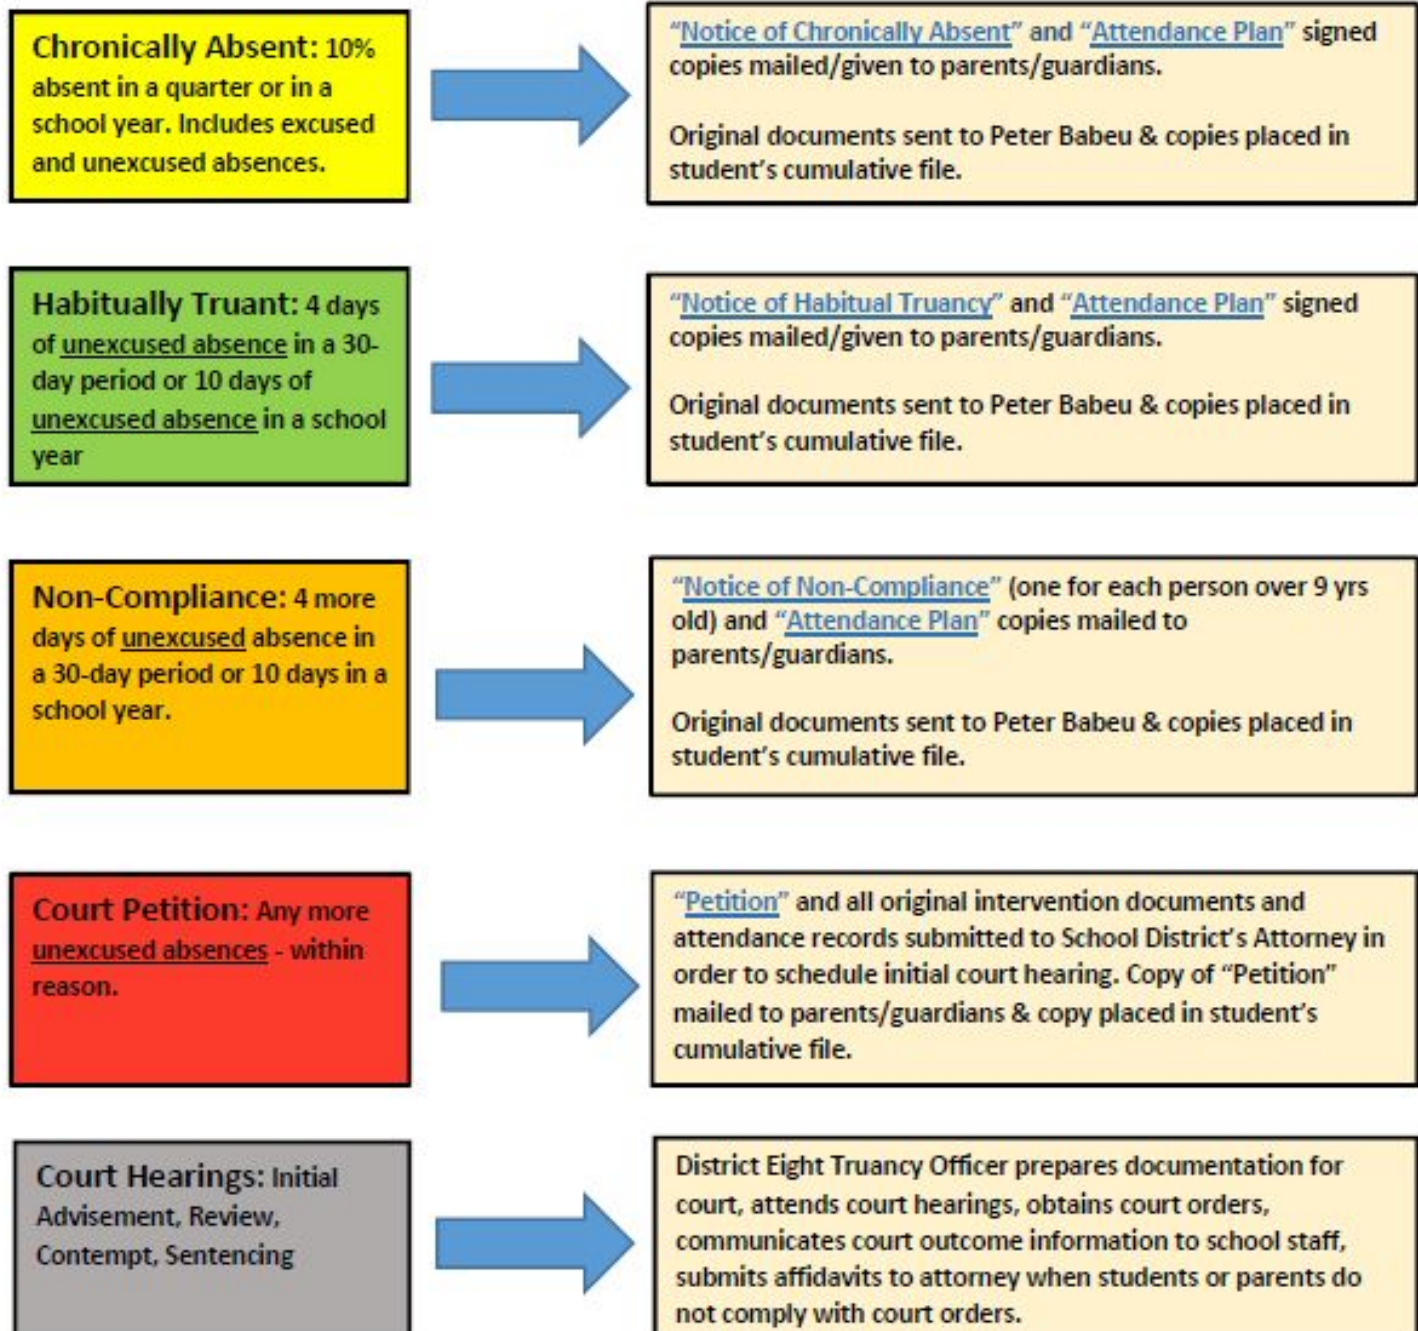 Chronically Absent: 10%
absent in a quarter or in a
school year. Includes excused
and unexcused absences.
“Notice of Chronically Absent” and “Attendance Plan” signed
copies mailed/given to parents/guardians.
Original documents sent to Peter Babeu & copies placed in
student’s cumulative file.
Habitually Truant: 4 days
of unexcused absence in a 30-
day period or 10 days of
unexcused absence in a school
year
“Notice of Habitual Truancy” and “Attendance Plan” signed
copies mailed/given to parents/guardians.
Original documents sent to Peter Babeu & copies placed in
student’s cumulative file.
Non-Compliance: 4 more
days of unexcused absence in
a 30-day period or 10 days in a
school year.
“Notice of Non-Compliance” (one for each person over 9 yrs
old) and “Attendance Plan” copies mailed to
parents/guardians.
Original documents sent to Peter Babeu & copies placed in
student’s cumulative file.
Court Petition: Any more
unexcused absences - within
reason.
“Petition” and all original intervention documents and
attendance records submitted to School District’s Attorney in
order to schedule initial court hearing. Copy of “Petition”
mailed to parents/guardians & copy placed in student’s
cumulative file.
Court Hearings: Initial
Advisement, Review,
Contempt, Sentencing
District Eight Truancy Officer prepares documentation for
court, attends court hearings, obtains court orders,
communicates court outcome information to school staff,
submits affidavits to attorney when students or parents do
not comply with court orders.